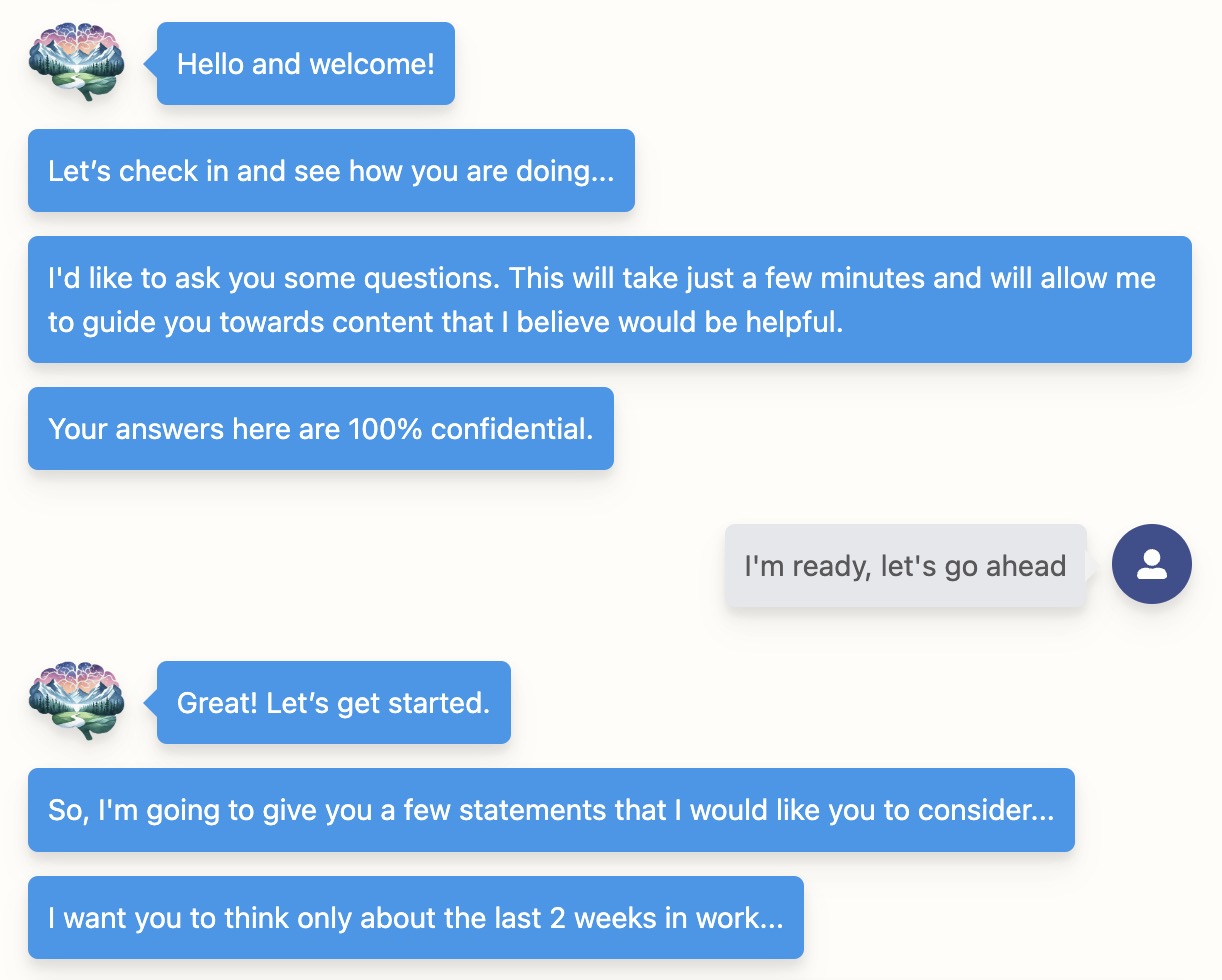 Hello and welcome!
Let’s check in and see how you are doing...
I'd like to ask you some questions. This will take just a few minutes and will allow me
to guide you towards content that I believe would be helpful.
Your answers here are 100% confidential.
I'm ready, let's go ahead
Great! Let’s get started.
So, I'm going to give you a few statements that I would like you to consider...
I want you to think only about the last 2 weeks in work...